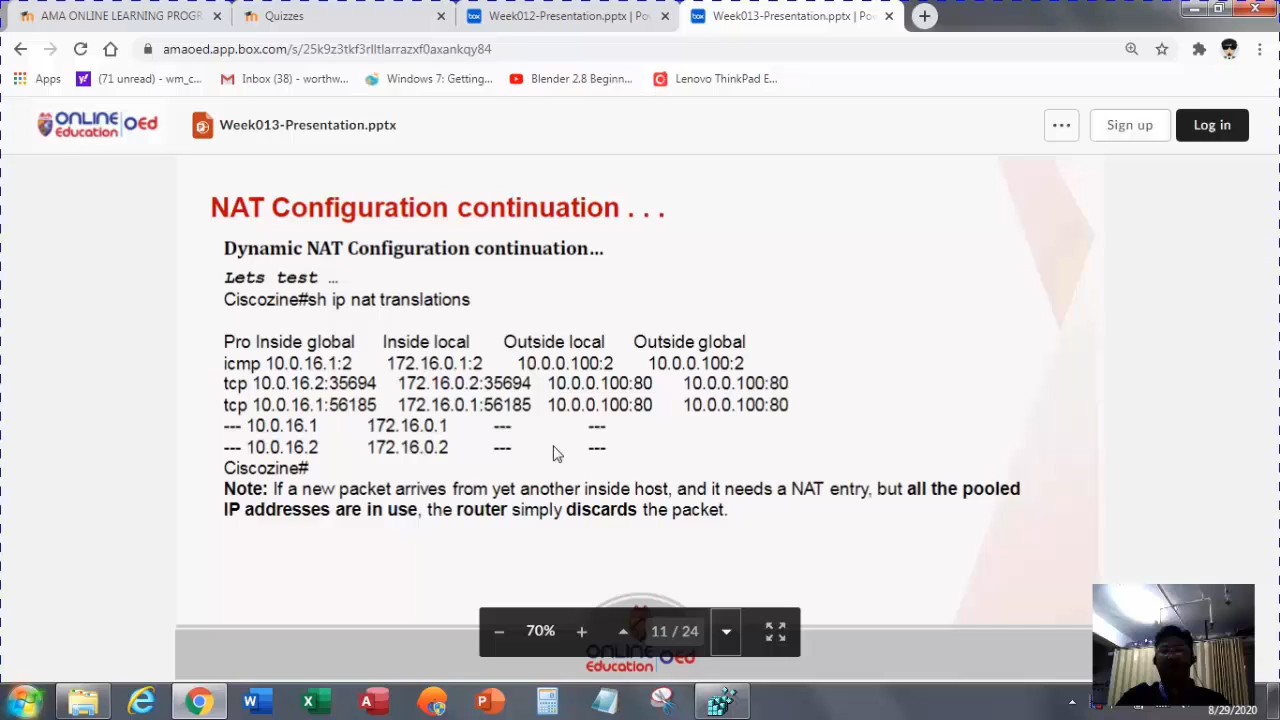 AMA ONLINE LEARNING PROGR
Quizzes
Week012-Presentation.pptx | Po
Week013-Presentation.pptx | Po
amaoed.app.box.com/s/25k9z3tkf3rlltlarrazxf0axankqy84
Apps
(71 unread) - wm_c...
Inbox (38) - worthw...
Windows 7: Getting...
Blender 2.8 Beginn...
Lenovo ThinkPad E...
ONLINE
Education
OEd
Week013-Presentation.pptx
Sign up
Log in
NAT Configuration continuation . . .
Dynamic NAT Configuration continuation...
Lets test …
Ciscozine#sh ip nat translations
Pro Inside global Inside local Outside local Outside global
icmp 10.0.16.1:2 172.16.0.1:2 10.0.0.100:2 10.0.0.100:2
tcp 10.0.16.2:35694 172.16.0.2:35694 10.0.0.100:80 10.0.0.100:80
tcp 10.0.16.1:56185 172.16.0.1:56185 10.0.0.100:80 10.0.0.100:80
--- 10.0.16.1 172.16.0.1 --- ---
--- 10.0.16.2 172.16.0.2 --- ---
Ciscozine#
Note: If a new packet arrives from yet another inside host, and it needs a NAT entry, but all the pooled
IP addresses are in use, the router simply discards the packet.
70%
11 / 24
ONLINE
Education
OEd
8/29/2020